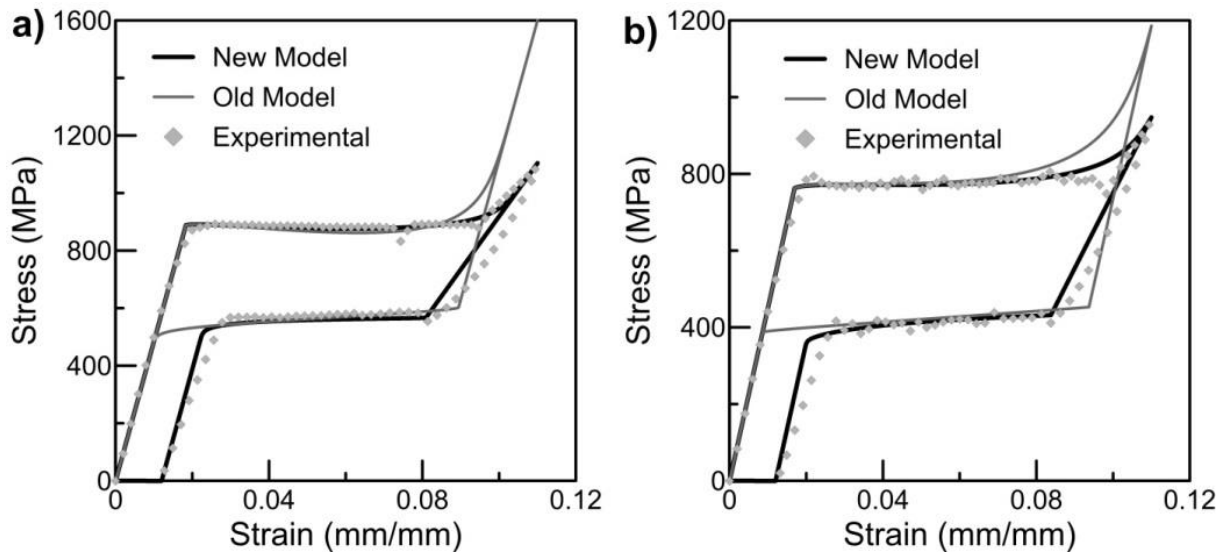 a)
New Model
Old Model
Experimental
Stress (MPa)
1600
1200
800
400
0
0
0.04
0.08
0.12
Strain (mm/mm)
b)
New Model
Old Model
Experimental
Stress (MPa)
1200
800
400
0
0
0.04
0.08
0.12
Strain (mm/mm)